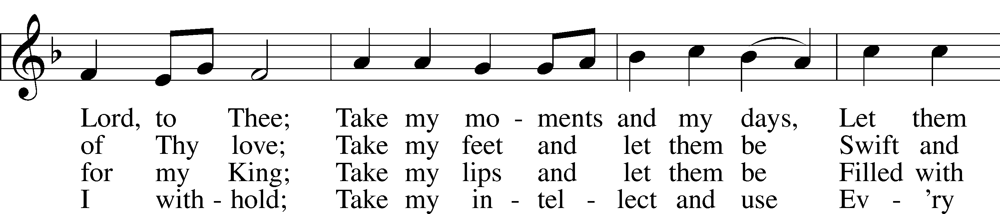 Lord, to Thee; Take my mo - ments and my days, Let them
of Thy love; Take my feet and let them be Swift and
for my King; Take my lips and let them be Filled with
I with - hold; Take my in - tel - lect and use Ev - ’ry